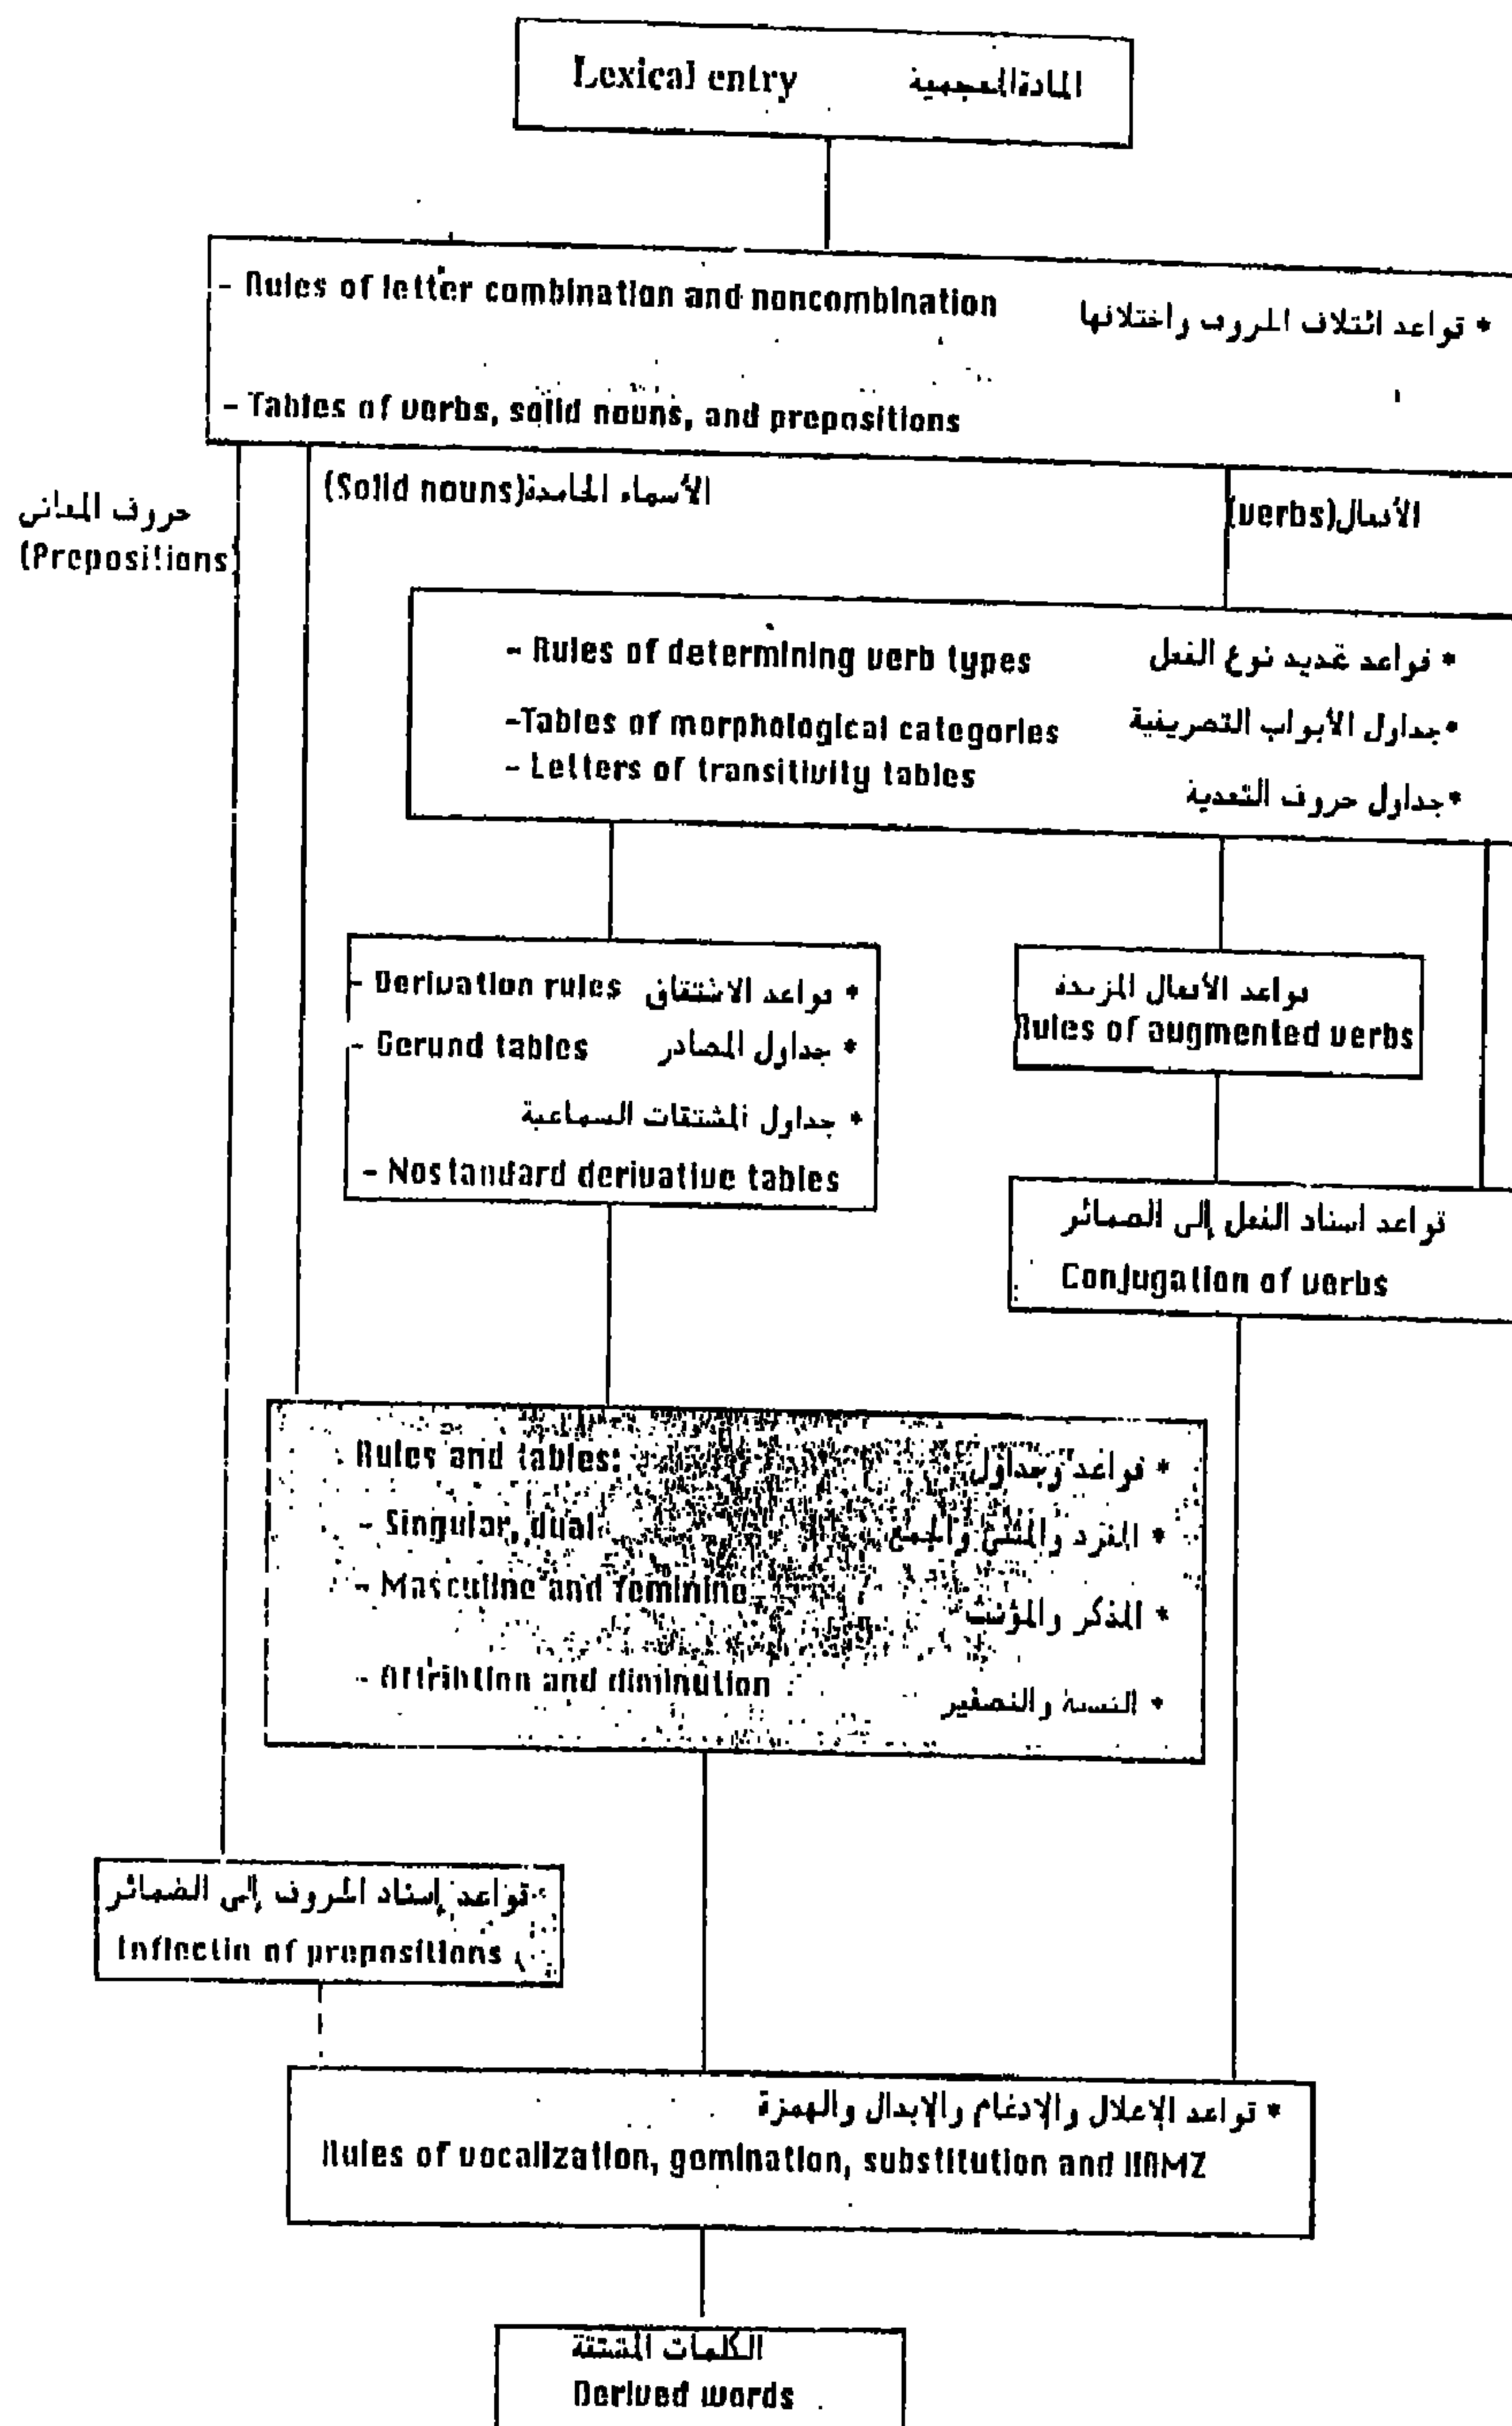 Lexical entry المادة المعجمية
- Rules of letter combination and noncombination * قواعد ائتلاف الحروف واختلافها
- Tables of verbs, solid nouns, and prepositions
حروف المعاني
(Prepositions)
(Solid nouns) الأسماء الجامدة
(verbs) الأفعال
- Rules of determining verb types * قواعد تحديد نوع الفعل
-Tables of morphological categories * جداول الأبواب التصريفية
- Letters of transitivity tables * جداول حروف التعدية
- Derivation rules * قواعد الاشتقاق
- Gerund tables * جداول المصادر
* جداول المشتقات السماعية
- Nostandard derivative tables
قواعد الأفعال المزيدة
Rules of augmented verbs
قواعد اسناد الفعل إلى الضمائر
Conjugation of verbs
Rules and tables: * قواعد وجداول
- Singular, dual * المفرد والمثنى والجمع
- Masculine and feminine * المذكر والمؤنث
- Attribtion and diminution * النسبة والتصغير
قواعد إسناد الحروف إلى الضمائر
Inflectin of prepositions
* قواعد الإعلال والإدغام والإبدال والهمزة
Rules of vocalization, gemination, substitution and HAMZ
الكلمات المشتقة
Derived words